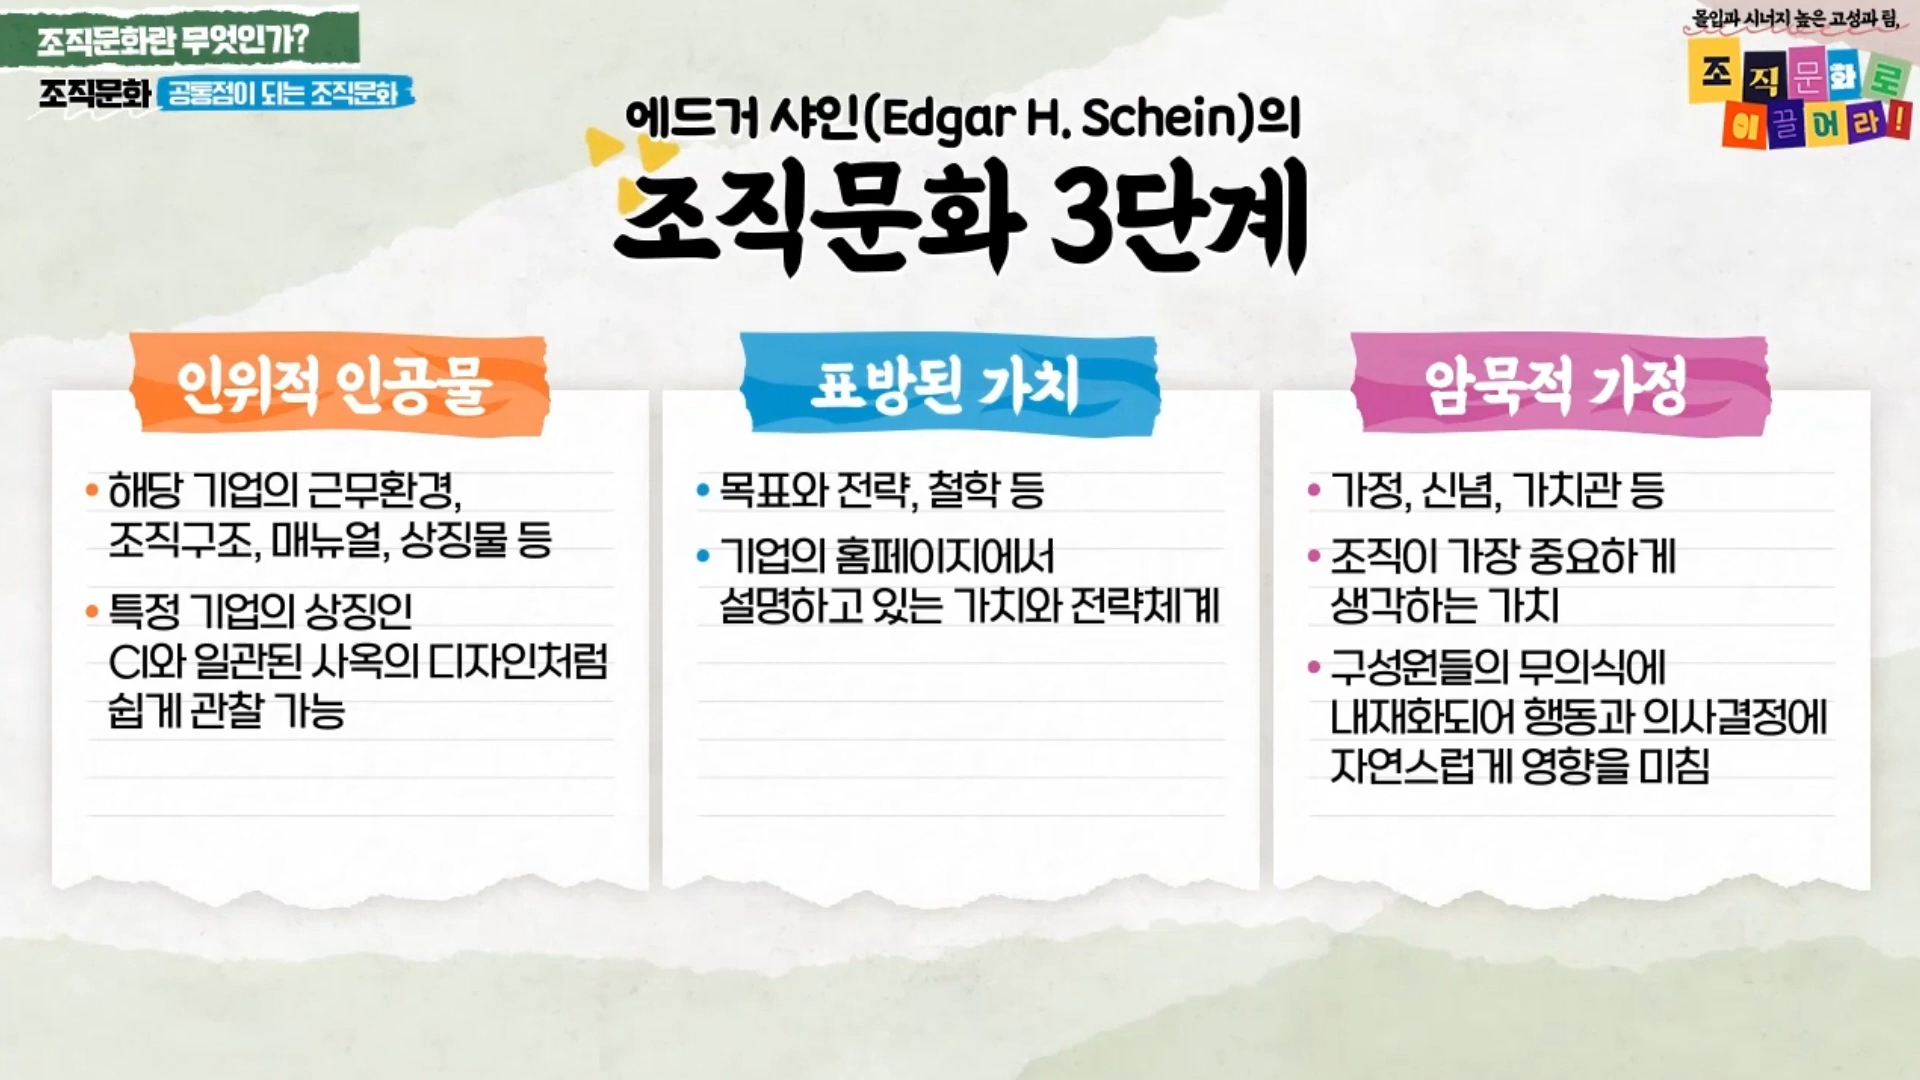 조직문화란 무엇인가?
조직문화 공통점이 되는 조직문화
몰입과 시너지 높은 고성과 팀,
조직문화로
이끌어라!
에드거 샤인(Edgar H. Schein)의
조직문화 3단계
인위적 인공물
• 해당 기업의 근무환경,
조직구조, 매뉴얼, 상징물 등
• 특정 기업의 상징인
CI와 일관된 사옥의 디자인처럼
쉽게 관찰 가능
표방된 가치
• 목표와 전략, 철학 등
• 기업의 홈페이지에서
설명하고 있는 가치와 전략체계
암묵적 가정
• 가정, 신념, 가치관 등
• 조직이 가장 중요하게
생각하는 가치
• 구성원들의 무의식에
내재화되어 행동과 의사결정에
자연스럽게 영향을 미침